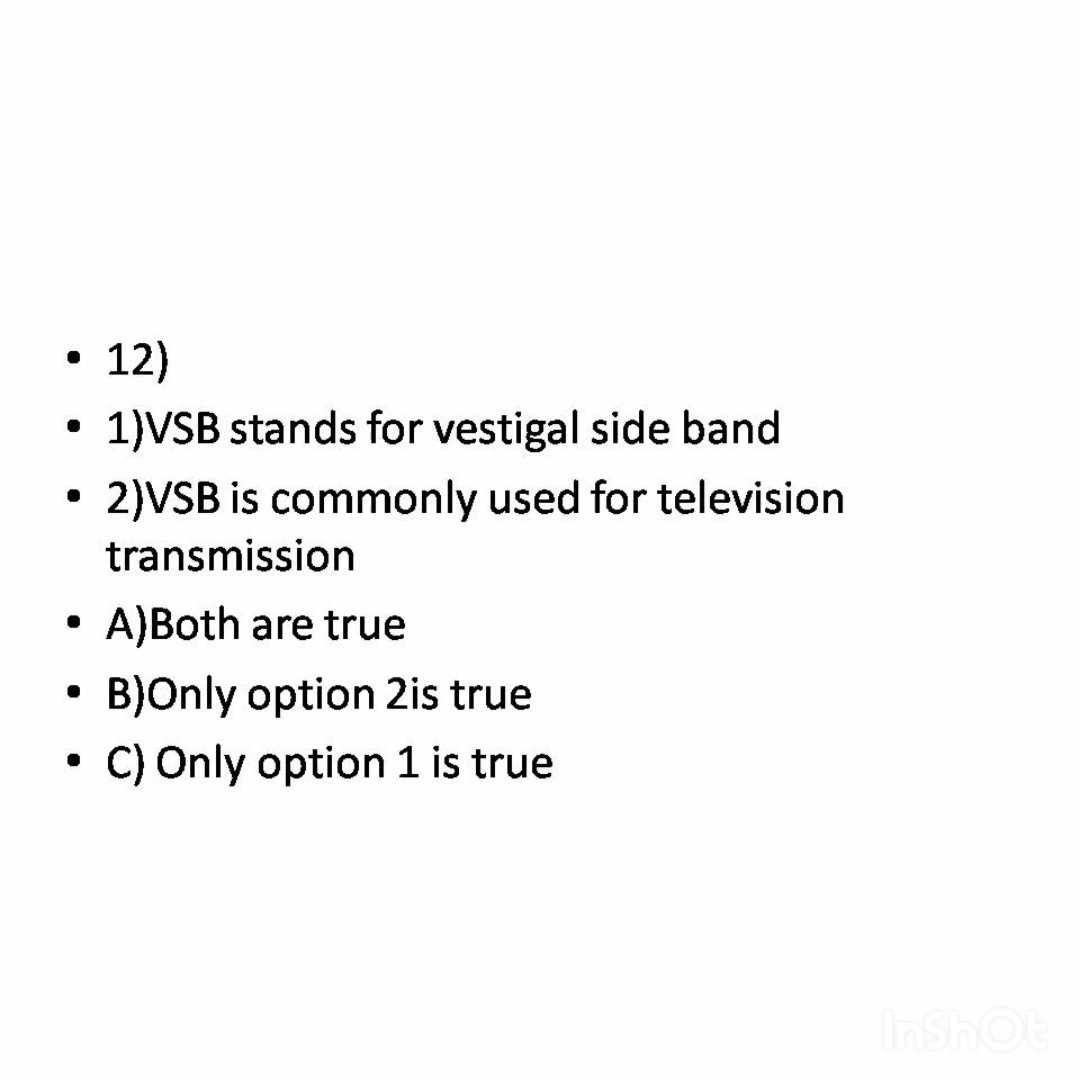 • 12)
• 1)VSB stands for vestigal side band
• 2)VSB is commonly used for television
transmission
• A)Both are true
• B)Only option 2is true
• C) Only option 1 is true
InShOt